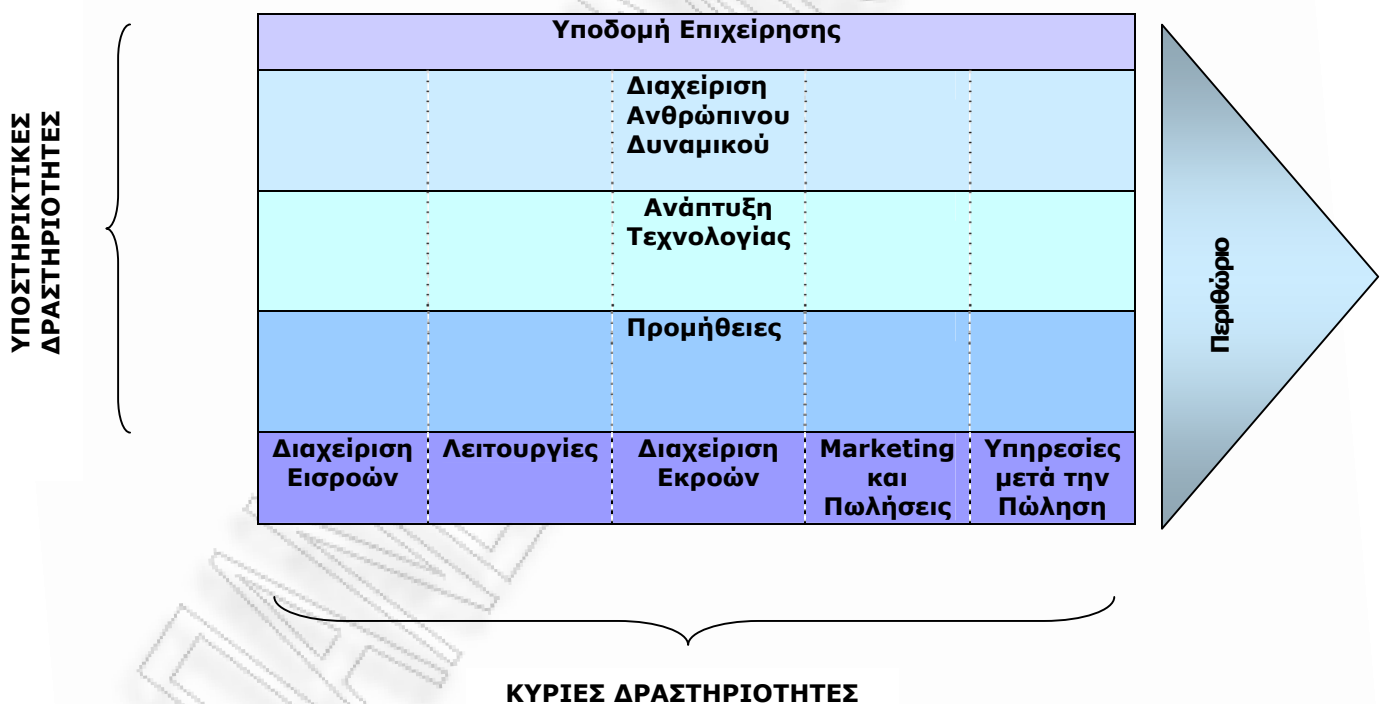 Υποδομή Επιχείρησης
ΥΠΟΣΤΗΡΙΚΤΙΚΕΣ
ΔΡΑΣΤΗΡΙΟΤΗΤΕΣ
Διαχείριση
Ανθρώπινου
Δυναμικού
Ανάπτυξη
Τεχνολογίας
Προμήθειες
Διαχείριση
Εισροών
Λειτουργίες
Διαχείριση
Εκροών
Marketing
και
Πωλήσεις
Υπηρεσίες
μετά την
Πώληση
Περιθώριο
ΚΥΡΙΕΣ ΔΡΑΣΤΗΡΙΟΤΗΤΕΣ